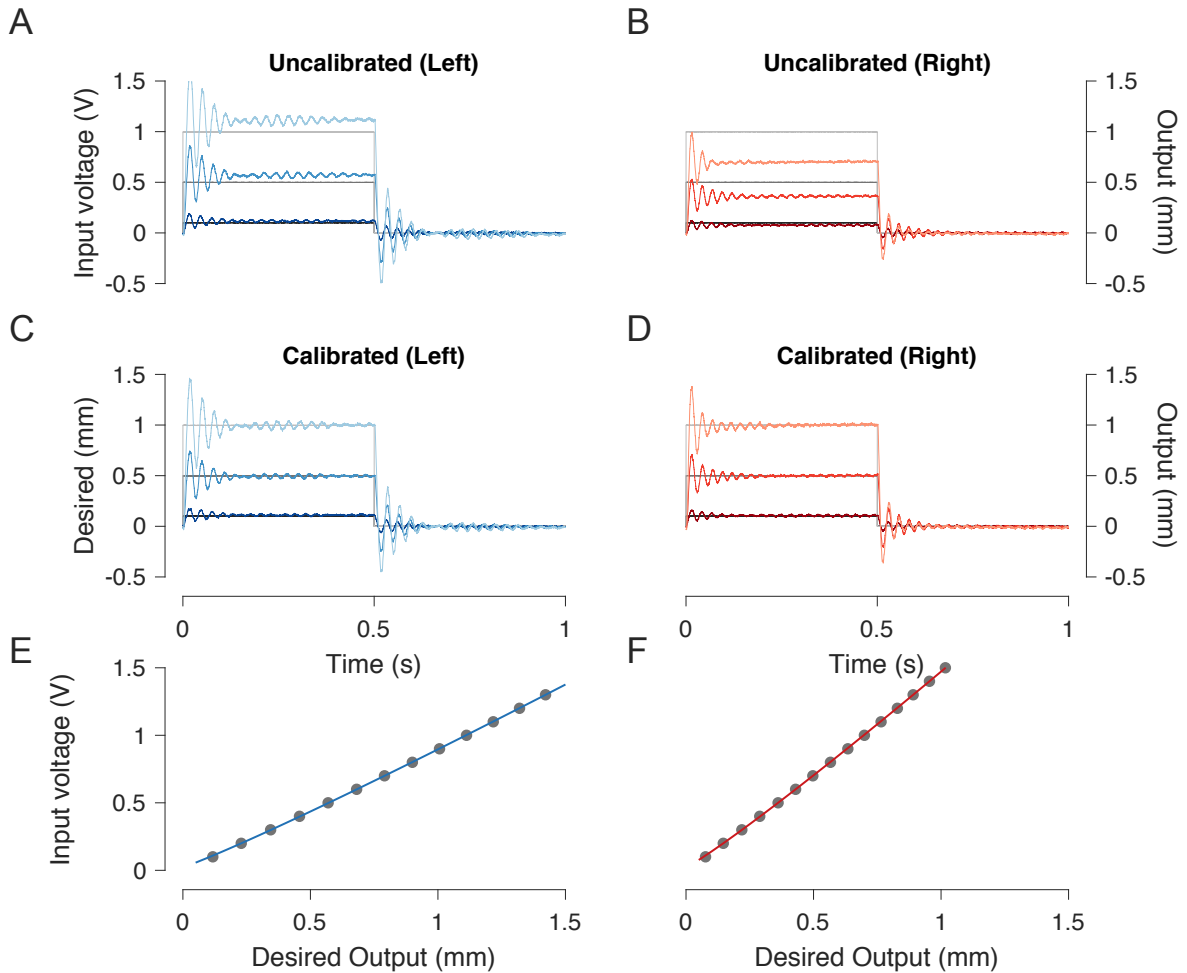 A
B
Uncalibrated (Left)
Uncalibrated (Right)
1.5
1
0.5
0
-0.5
Input voltage (V)
1.5
1
0.5
0
-0.5
Output (mm)
C
D
Calibrated (Left)
Calibrated (Right)
1.5
1
0.5
0
-0.5
Desired (mm)
1.5
1
0.5
0
-0.5
Output (mm)
0
0.5
1
Time (s)
0
0.5
1
Time (s)
E
F
1.5
1
0.5
0
Input voltage (V)
0
0.5
1
1.5
Desired Output (mm)
0
0.5
1
1.5
Desired Output (mm)